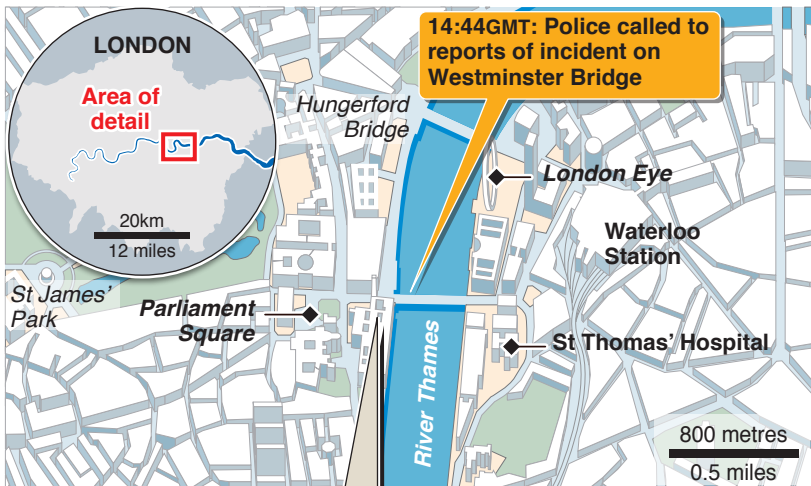 LONDON
Area of
detail
20km
12 miles
14:44GMT: Police called to
reports of incident on
Westminster Bridge
Hungerford
Bridge
London Eye
Waterloo
Station
St James’
Park
Parliament
Square
St Thomas’ Hospital
River Thames
800 metres
0.5 miles